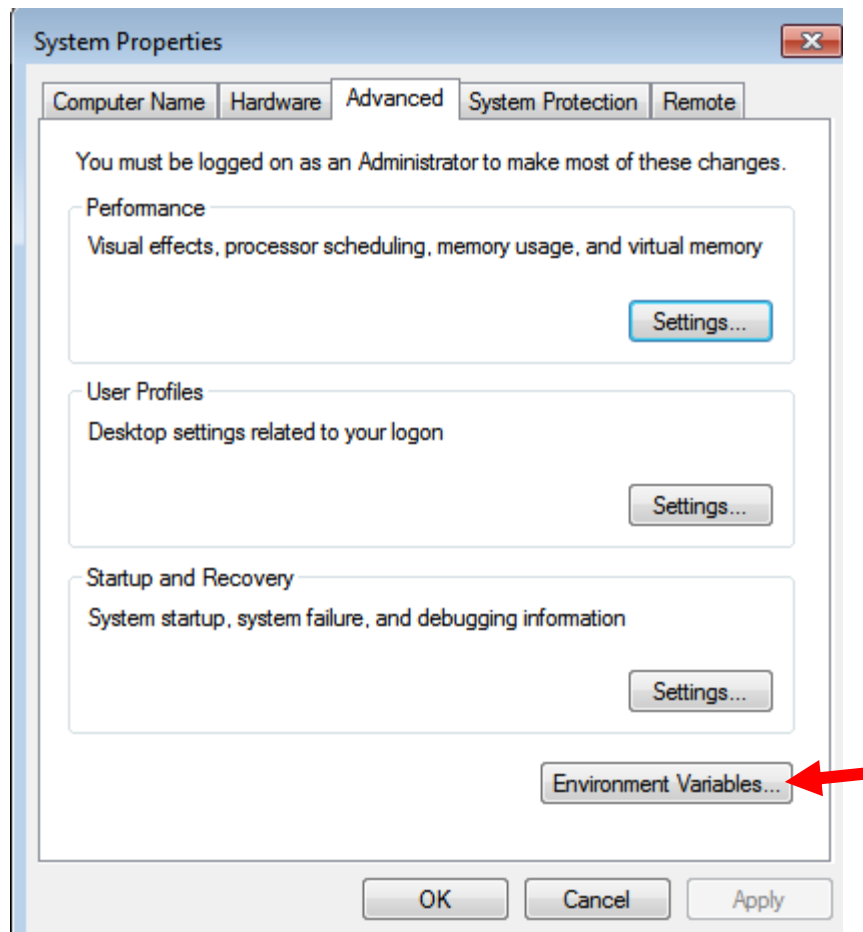 System Properties
Computer Name Hardware Advanced System Protection Remote
You must be logged on as an Administrator to make most of these changes.
Performance
Visual effects, processor scheduling, memory usage, and virtual memory
Settings...
User Profiles
Desktop settings related to your logon
Settings...
Startup and Recovery
System startup, system failure, and debugging information
Settings...
Environment Variables...
OK Cancel Apply